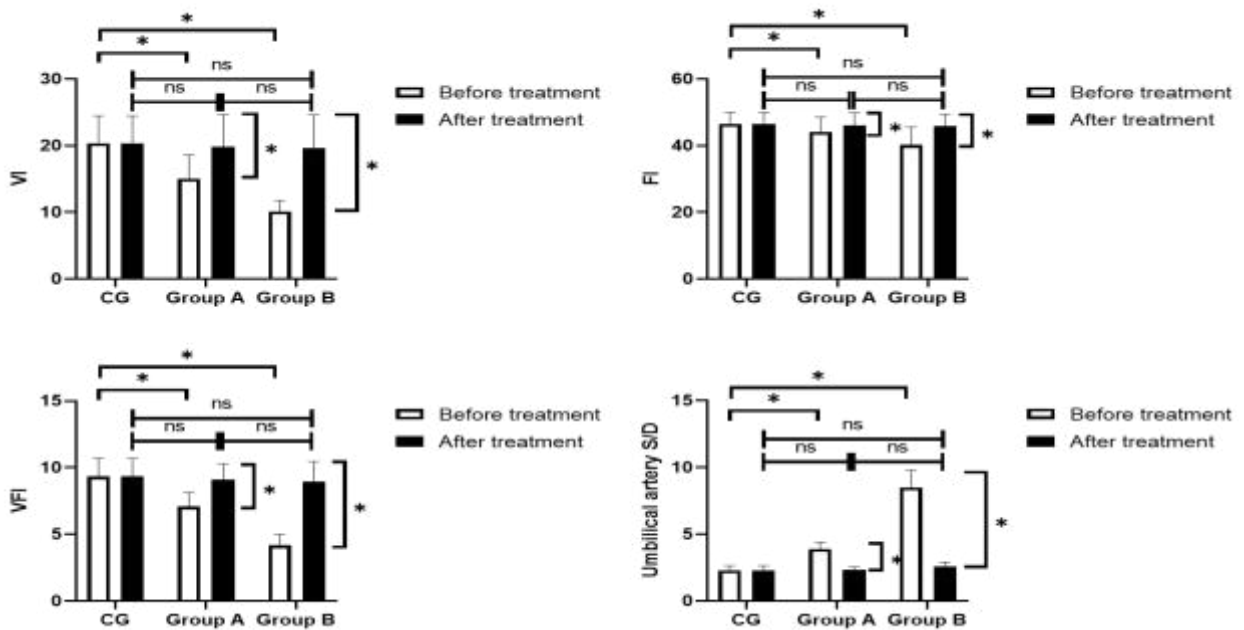 *
*
ns
ns
ns
30
20
10
0
VI
*
*
CG
Group A
Group B
Before treatment
After treatment
*
*
ns
ns
ns
60
40
20
0
FI
*
*
CG
Group A
Group B
Before treatment
After treatment
*
*
ns
ns
ns
15
10
5
0
VFI
*
*
CG
Group A
Group B
Before treatment
After treatment
*
*
ns
ns
ns
15
10
5
0
Umbilical artery S/D
*
*
CG
Group A
Group B
Before treatment
After treatment